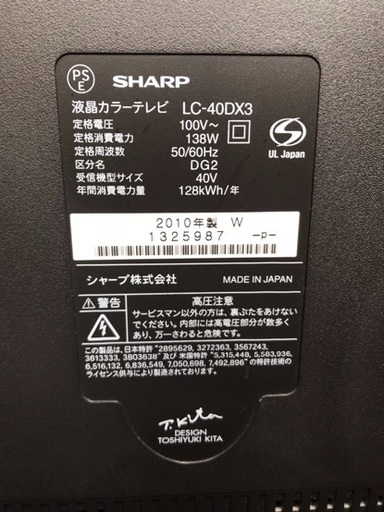 PS
E
SHARP
液晶カラーテレビ LC-40DX3
定格電圧 100V～
定格消費電力 138W
定格周波数 50/60Hz
区分名 DG2
受信機型サイズ 40V
年間消費電力量 128kWh/年
S
UL Japan
2010年製 W
1325987 -p-
シャープ株式会社 MADE IN JAPAN
⚠警告 高圧注意
サービスマン以外の方は、裏ぶたをあけない
でください。内部には高電圧部分が数多く
あり、万一さわると危険です。
この製品は、日本特許 "2895629, 3272363, 3567243,
3613333, 3803638" 及び 米国特許 "5,315,448, 5,583,936,
6,516,132, 6,836,549, 7,050,698, 7,492,896" の特許技術の
ライセンス供与により製造されております。
T. Kita
DESIGN
TOSHIYUKI KITA